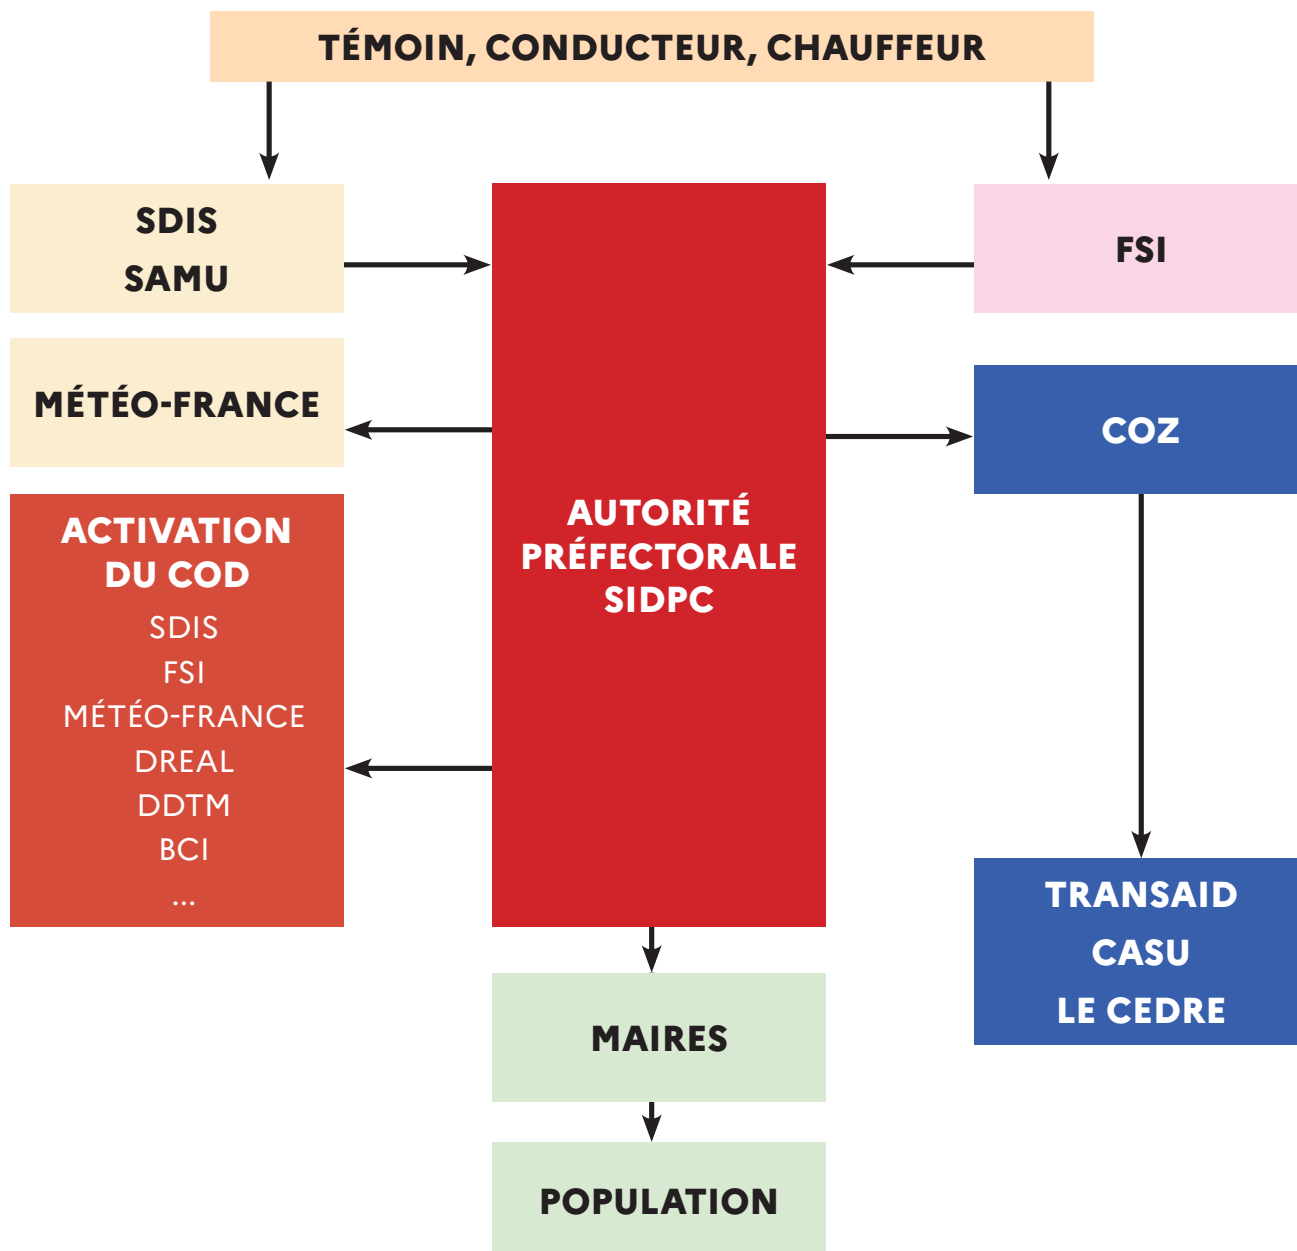 TÉMOIN, CONDUCTEUR, CHAUFFEUR
SDIS
SAMU
FSI
MÉTÉO-FRANCE
COZ
AUTORITÉ
PRÉFECTORALE
SIDPC
ACTIVATION
DU COD
SDIS
FSI
MÉTÉO-FRANCE
DREAL
DDTM
BCI
...
TRANSAID
CASU
LE CEDRE
MAIRES
POPULATION